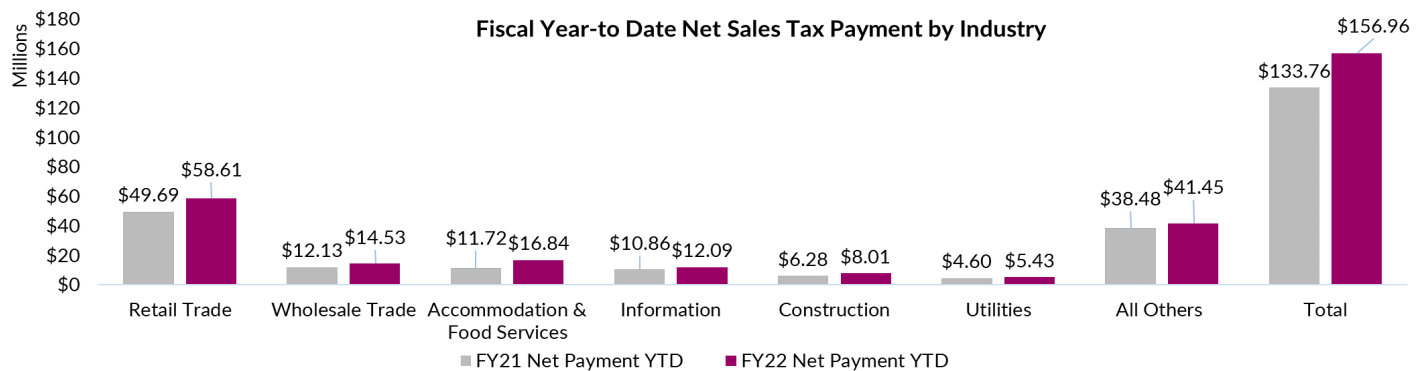 Fiscal Year-to Date Net Sales Tax Payment by Industry
Millions
$180
$160
$140
$120
$100
$80
$60
$40
$20
$0
$49.69
$58.61
$12.13
$14.53
$11.72
$16.84
$10.86
$12.09
$6.28
$8.01
$4.60
$5.43
$38.48
$41.45
$133.76
$156.96
Retail Trade
Wholesale Trade
Accommodation &
Food Services
Information
Construction
Utilities
All Others
Total
FY21 Net Payment YTD
FY22 Net Payment YTD